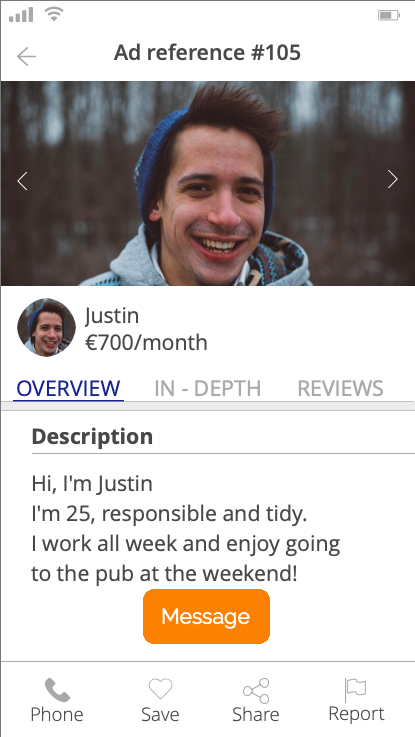 Ad reference #105
Justin
€700/month
OVERVIEW IN - DEPTH REVIEWS
Description
Hi, I'm Justin
I'm 25, responsible and tidy.
I work all week and enjoy going
to the pub at the weekend!
Message
Phone Save Share Report